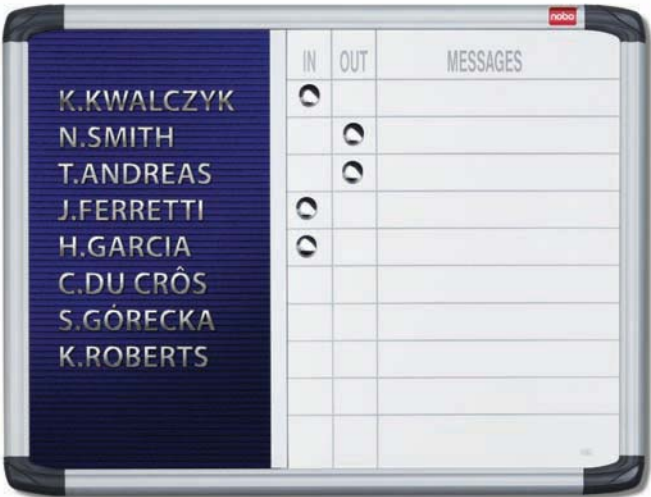 nobo
IN OUT MESSAGES
K.KWALCZYK
N.SMITH
T.ANDREAS
J.FERRETTI
H.GARCIA
C.DU CRÔS
S.GÓRECKA
K.ROBERTS